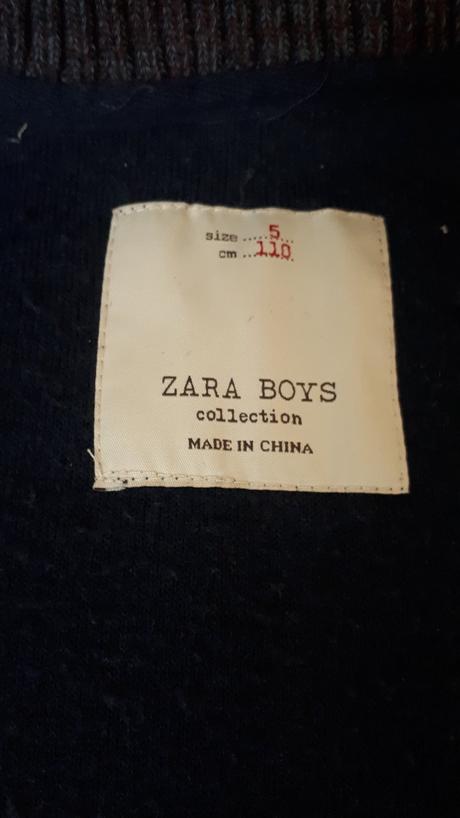 size ..... 5...
cm ...110.
ZARA BOYS
collection
MADE IN CHINA